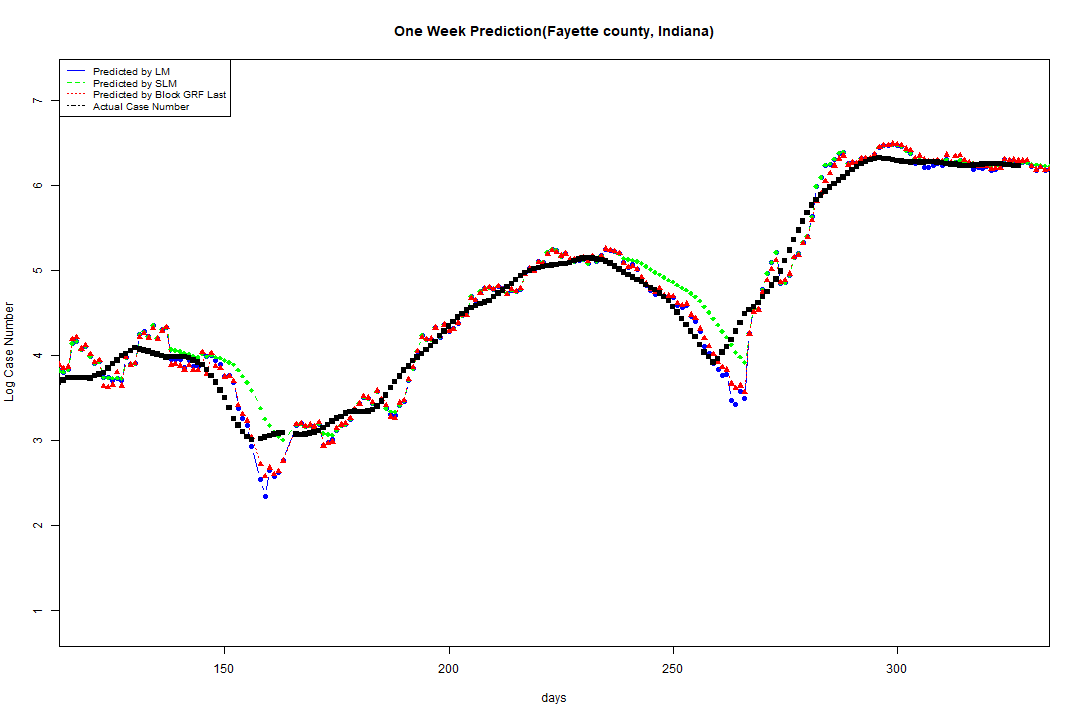 One Week Prediction(Fayette county, Indiana)
Predicted by LM
Predicted by SLM
Predicted by Block GRF Last
Actual Case Number
7
6
5
4
3
2
1
Log Case Number
150 200 250 300
days